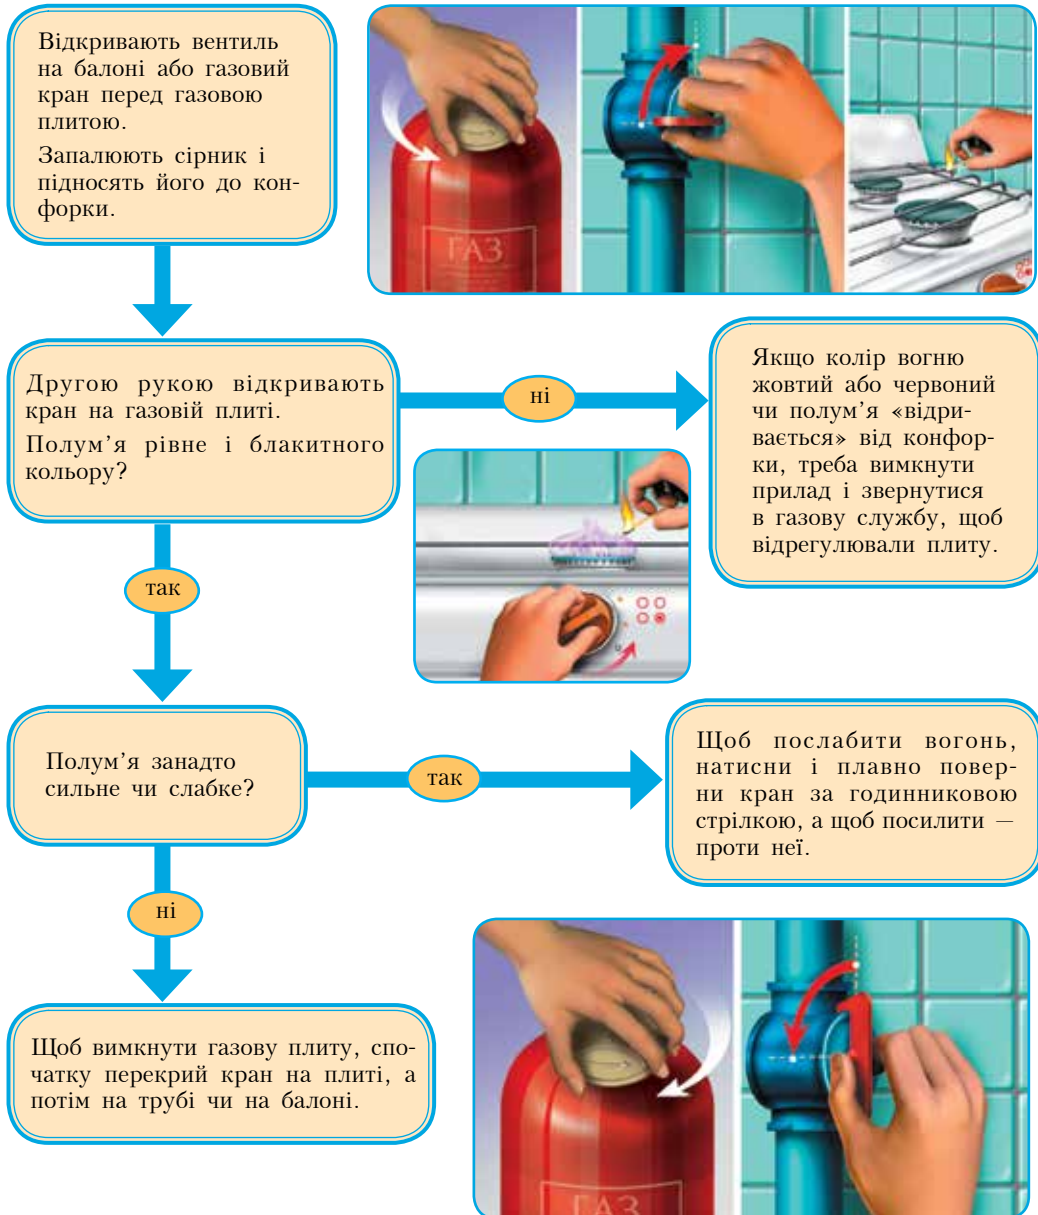 Відкривають вентиль
на балоні або газовий
кран перед газовою
плитою.
Запалюють сірник і
підносять його до кон-
форки.
ГАЗ
Другою рукою відкривають
кран на газовій плиті.
Полум'я рівне і блакитного
кольору?
ні
Якщо колір вогню
жовтий або червоний
чи полум'я «відри-
вається» від конфор-
ки, треба вимкнути
прилад і звернутися
в газову службу, щоб
відрегулювали плиту.
так
Полум'я занадто
сильне чи слабке?
так
Щоб послабити вогонь,
натисни і плавно повер-
ни кран за годинниковою
стрілкою, а щоб посилити —
проти неї.
ні
Щоб вимкнути газову плиту, спо-
чатку перекрий кран на плиті, а
потім на трубі чи на балоні.
ГАЗ